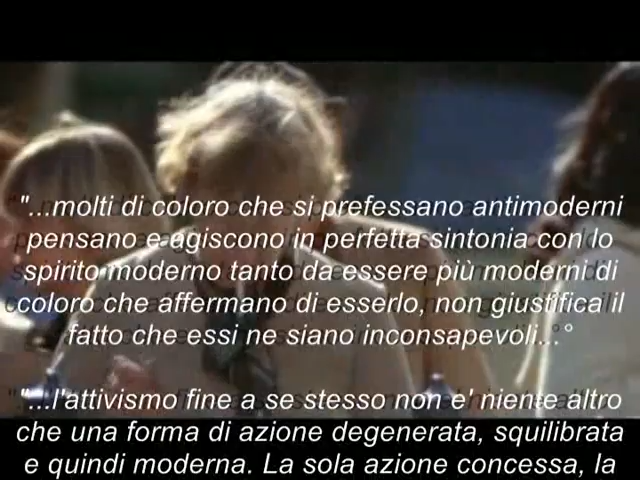 "...molti di coloro che si prefessano antimoderni
pensano e agiscono in perfetta sintonia con lo
spirito moderno tanto da essere più moderni di
coloro che affermano di esserlo, non giustifica il
fatto che essi ne siano inconsapevoli...°
"...l'attivismo fine a se stesso non e' niente altro
che una forma di azione degenerata, squilibrata
e quindi moderna. La sola azione concessa, la